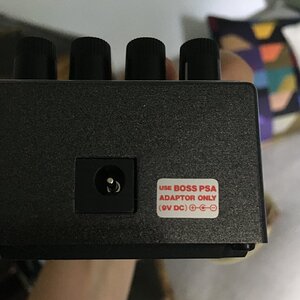 USE BOSS PSA
ADAPTOR ONLY
(9V DC)